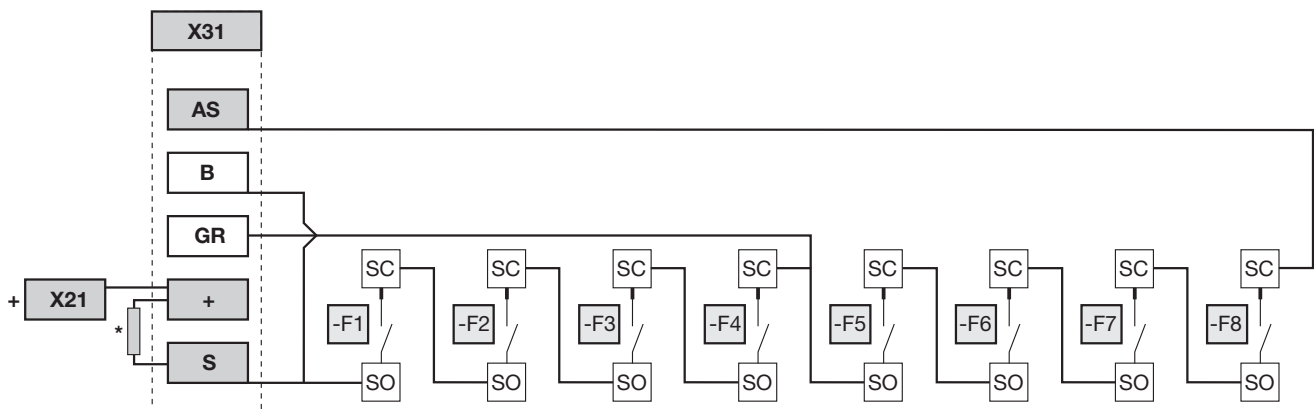 X31
AS
B
GR
+ X21 +
*
S
SC SC SC SC SC SC SC SC
-F1 -F2 -F3 -F4 -F5 -F6 -F7 -F8
SO SO SO SO SO SO SO SO